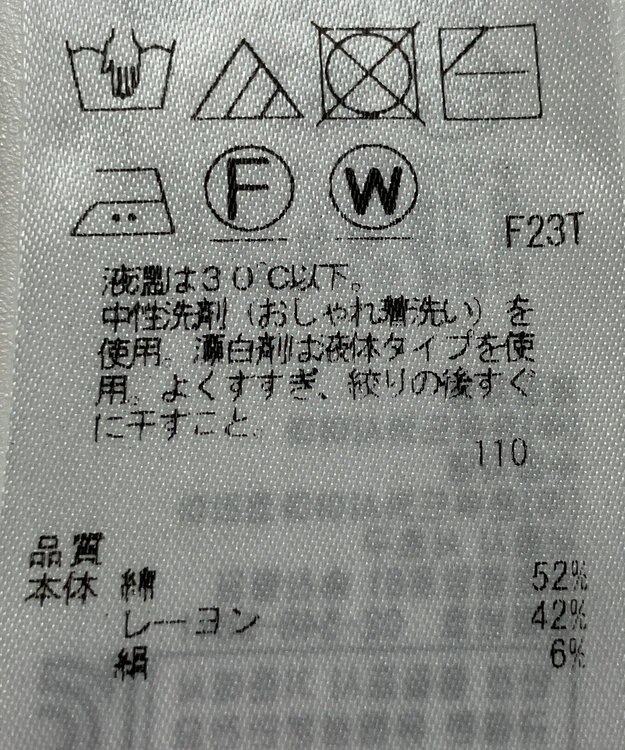 F W
F23T
液温は30℃以下。
中性洗剤(おしゃれ着洗い)を
使用。漂白剤は液体タイプを使
用。よくすすぎ、絞りの後すぐ
に干すこと。
110
品質
本体 綿 52%
レーヨン 42%
絹 6%